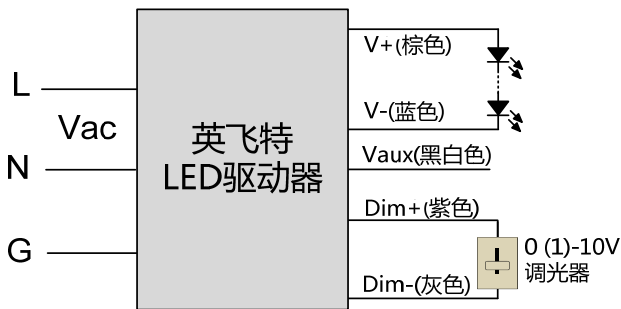 L
Vac
N
G
英飞特
LED驱动器
V+(棕色)
V-(蓝色)
Vaux(黑白色)
Dim+(紫色)
Dim-(灰色)
0 (1)-10V
调光器